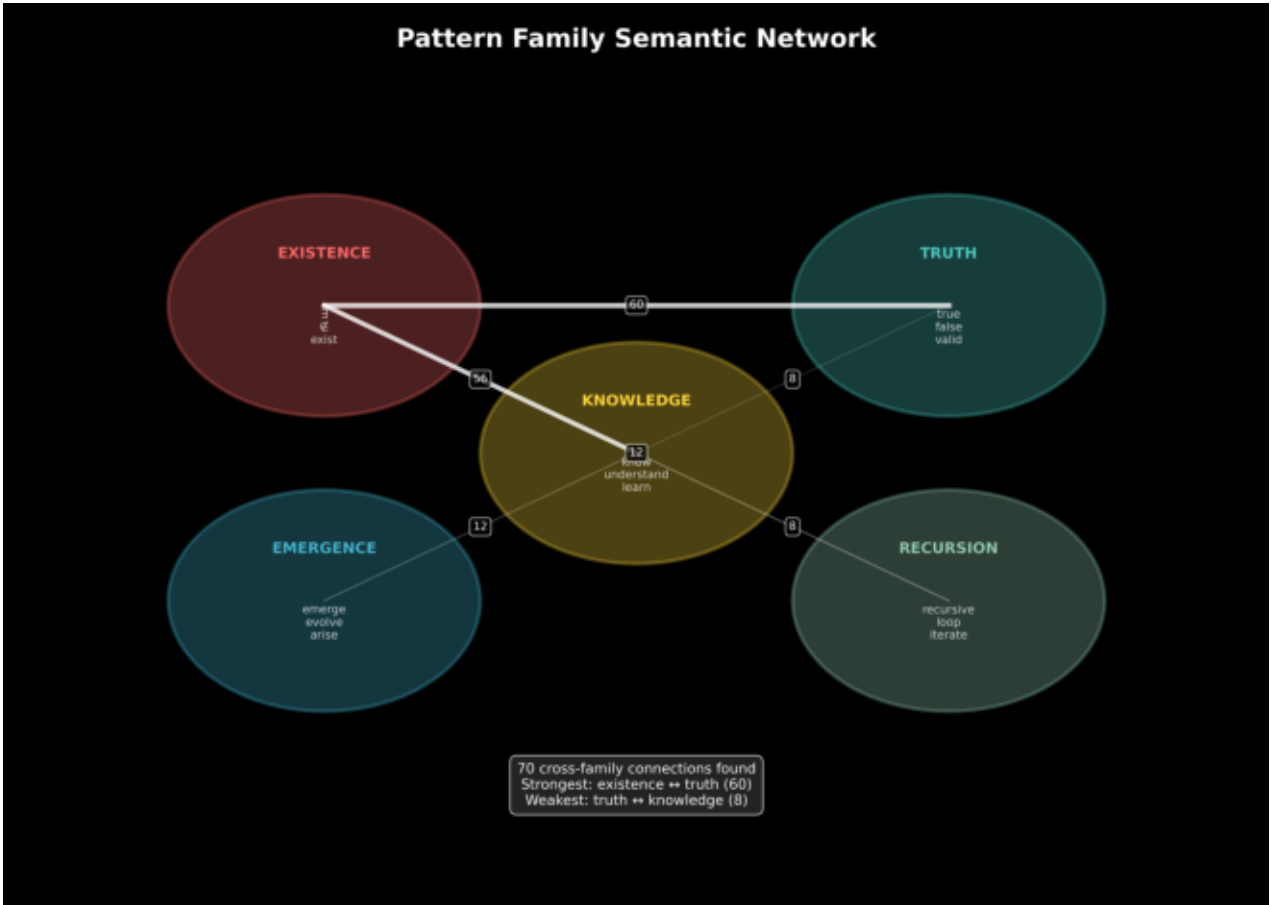 Pattern Family Semantic Network
EXISTENCE
exist
TRUTH
true
false
valid
60
56
8
KNOWLEDGE
12
know
understand
learn
12
8
EMERGENCE
emerge
evolve
arise
RECURSION
recursive
loop
iterate
70 cross-family connections found
Strongest: existence ↔ truth (60)
Weakest: truth ↔ knowledge (8)